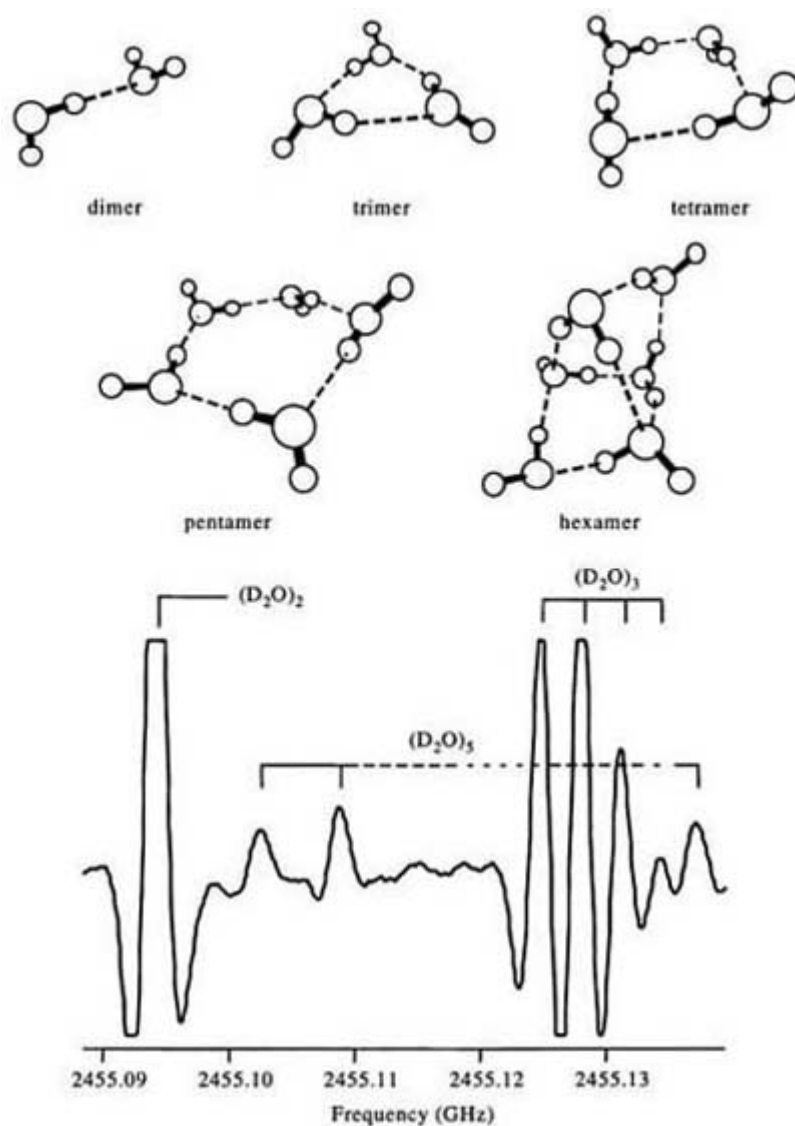 dimer trimer tetramer
pentamer hexamer
(D₂O)₂ (D₂O)₃
(D₂O)₅
2455.09 2455.10 2455.11 2455.12 2455.13
Frequency (GHz)